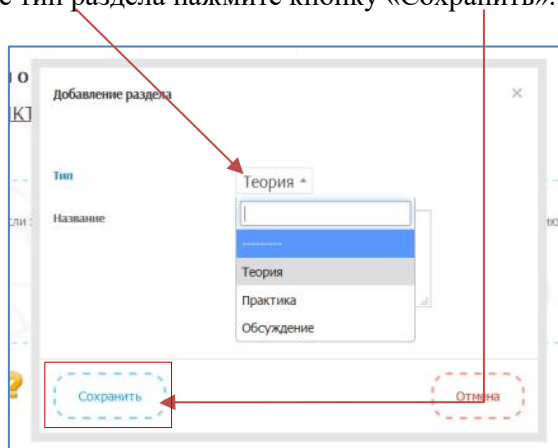 тип раздела нажмите кнопку «Сохранить».
Добавление раздела ×
Тип
Теория
Название
---------
Теория
Практика
Обсуждение
Сохранить
Отмена